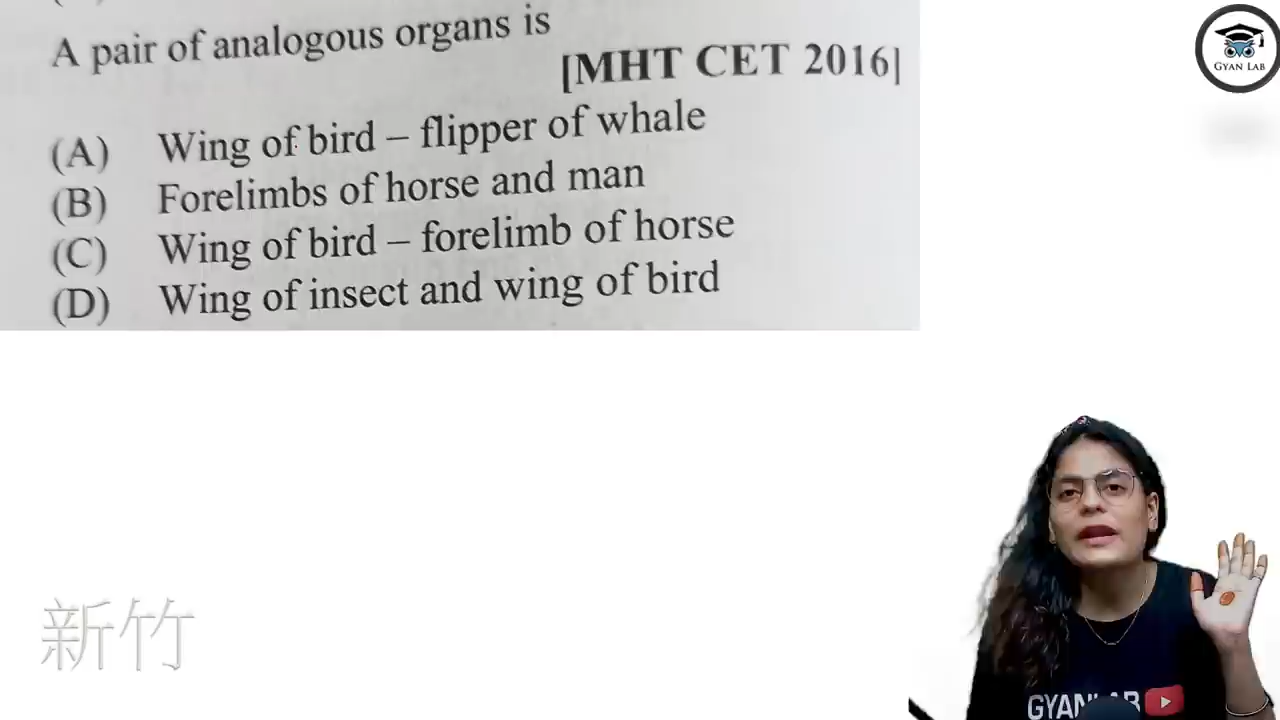 A pair of analogous organs is
[MHT CET 2016]
(A) Wing of bird – flipper of whale
(B) Forelimbs of horse and man
(C) Wing of bird – forelimb of horse
(D) Wing of insect and wing of bird
GYAN LAB
新竹